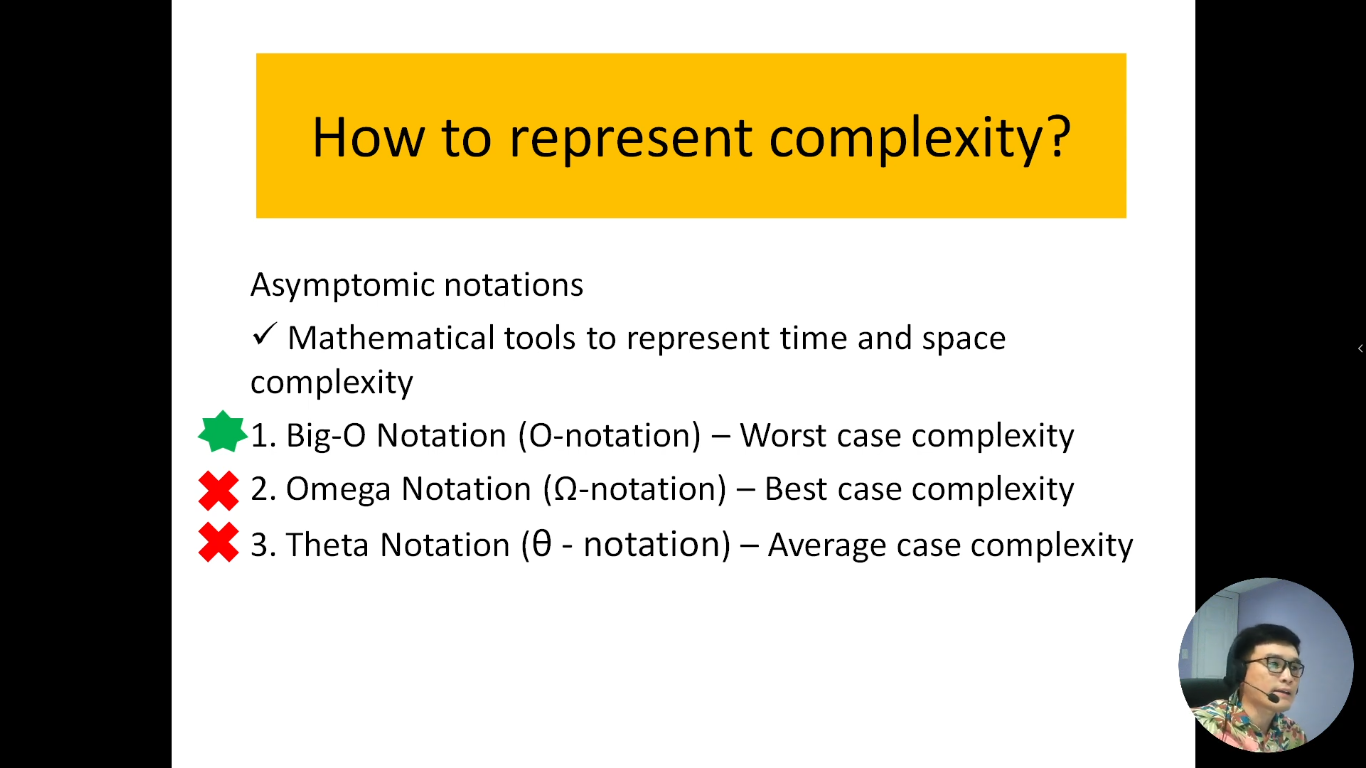 How to represent complexity?
Asymptomic notations
✓ Mathematical tools to represent time and space
complexity
1. Big-O Notation (O-notation) – Worst case complexity
2. Omega Notation (Ω-notation) – Best case complexity
3. Theta Notation (θ - notation) – Average case complexity